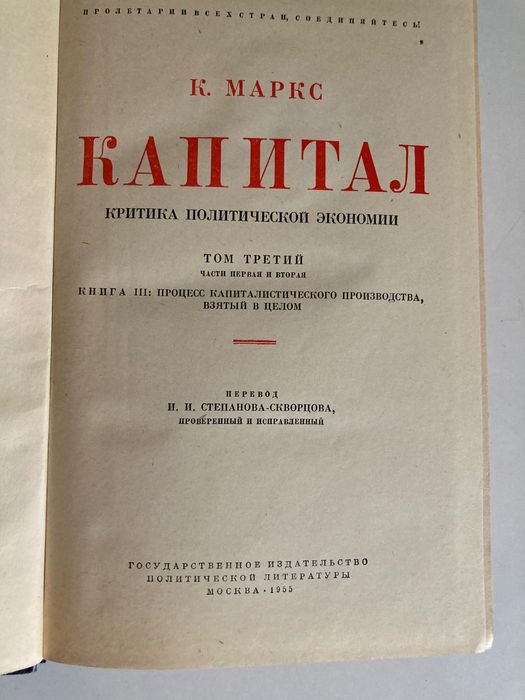 ПРОЛЕТАРИИ ВСЕХ СТРАН, СОЕДИНЯЙТЕСЬ!
К. МАРКС
КАПИТАЛ
КРИТИКА ПОЛИТИЧЕСКОЙ ЭКОНОМИИ
ТОМ ТРЕТИЙ
ЧАСТИ ПЕРВАЯ И ВТОРАЯ
КНИГА III: ПРОЦЕСС КАПИТАЛИСТИЧЕСКОГО ПРОИЗВОДСТВА,
ВЗЯТЫЙ В ЦЕЛОМ
ПЕРЕВОД
И. И. СТЕПАНОВА-СКВОРЦОВА,
ПРОВЕРЕННЫЙ И ИСПРАВЛЕННЫЙ
ГОСУДАРСТВЕННОЕ ИЗДАТЕЛЬСТВО
ПОЛИТИЧЕСКОЙ ЛИТЕРАТУРЫ
МОСКВА · 1955